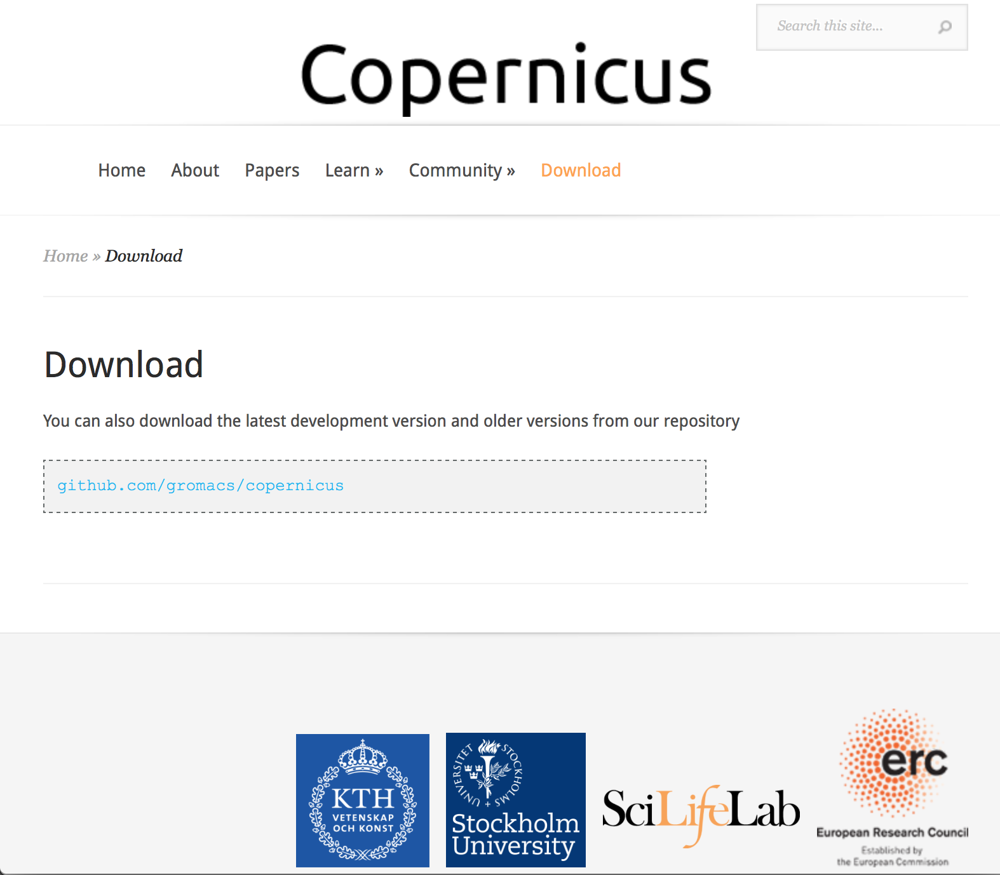 Search this site...
Copernicus
Home About Papers Learn » Community » Download
Home » Download
Download
You can also download the latest development version and older versions from our repository
github.com/gromacs/copernicus
KTH
VETENSKAP
OCH KONST
STOCKHOLMS UNIVERSITET
Stockholm
University
SciLifeLab
erc
European Research Council
Established by
the European Commission